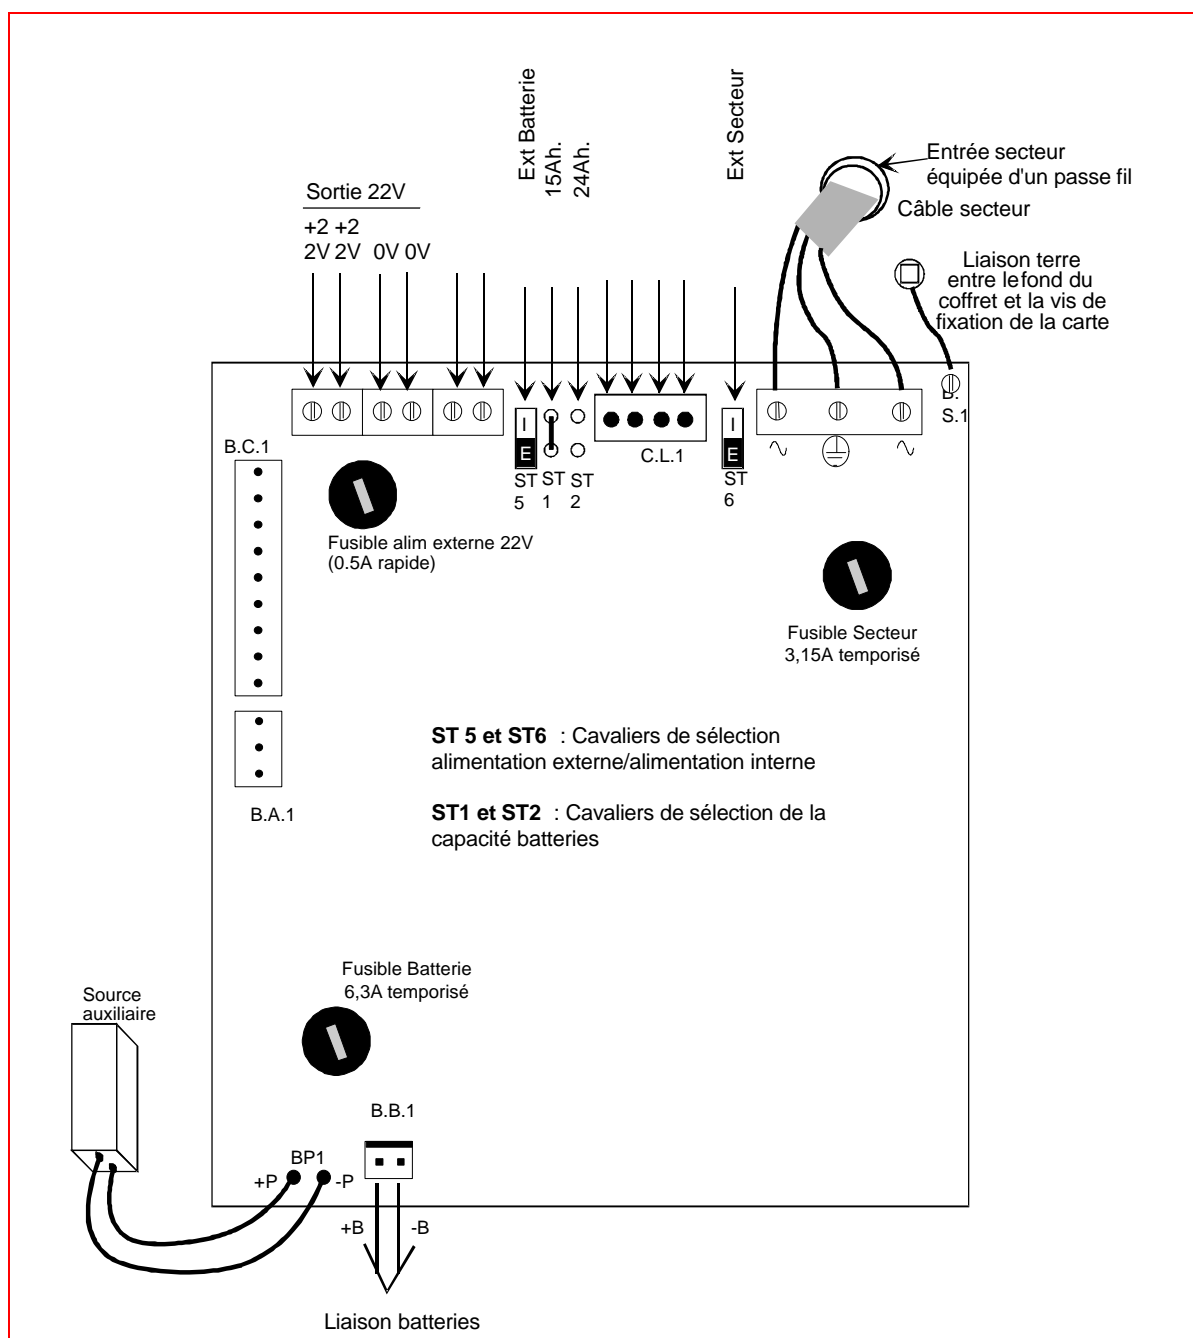 Ext Batterie
15Ah.
24Ah.
Ext Secteur
Entrée secteur
équipée d'un passe fil
Câble secteur
Sortie 22V
+2 +2
2V 2V 0V 0V
Liaison terre
entre le fond du
coffret et la vis de
fixation de la carte
B.
S.1
I
E
ST
5
ST
1
ST
2
C.L.1
I
E
ST
6
B.C.1
Fusible alim externe 22V
(0.5A rapide)
Fusible Secteur
3,15A temporisé
ST 5 et ST6 : Cavaliers de sélection
alimentation externe/alimentation interne
B.A.1
ST1 et ST2 : Cavaliers de sélection de la
capacité batteries
Fusible Batterie
6,3A temporisé
Source
auxiliaire
B.B.1
BP1
+P
-P
+B
-B
Liaison batteries